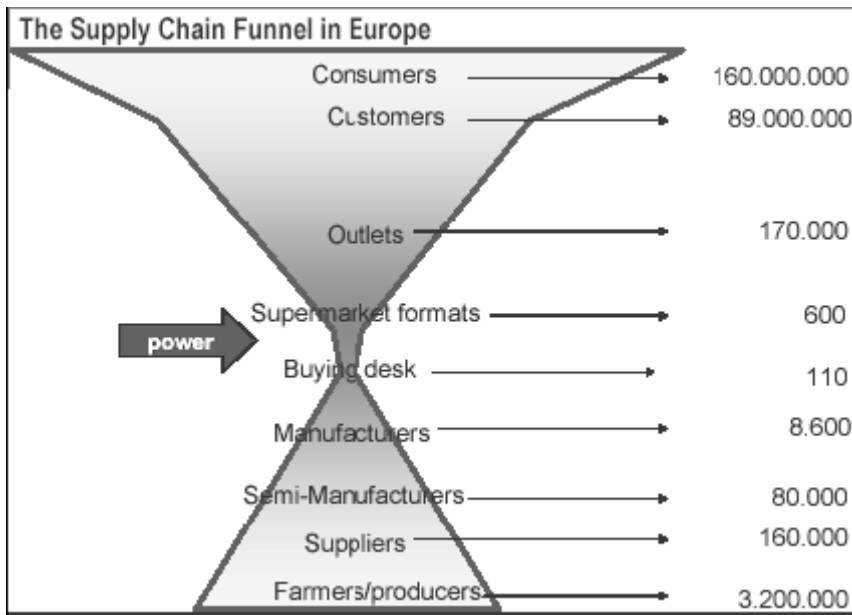 The Supply Chain Funnel in Europe
Consumers 160.000.000
Customers 89.000.000
Outlets 170.000
Supermarket formats 600
power
Buying desk 110
Manufacturers 8.600
Semi-Manufacturers 80.000
Suppliers 160.000
Farmers/producers 3.200.000